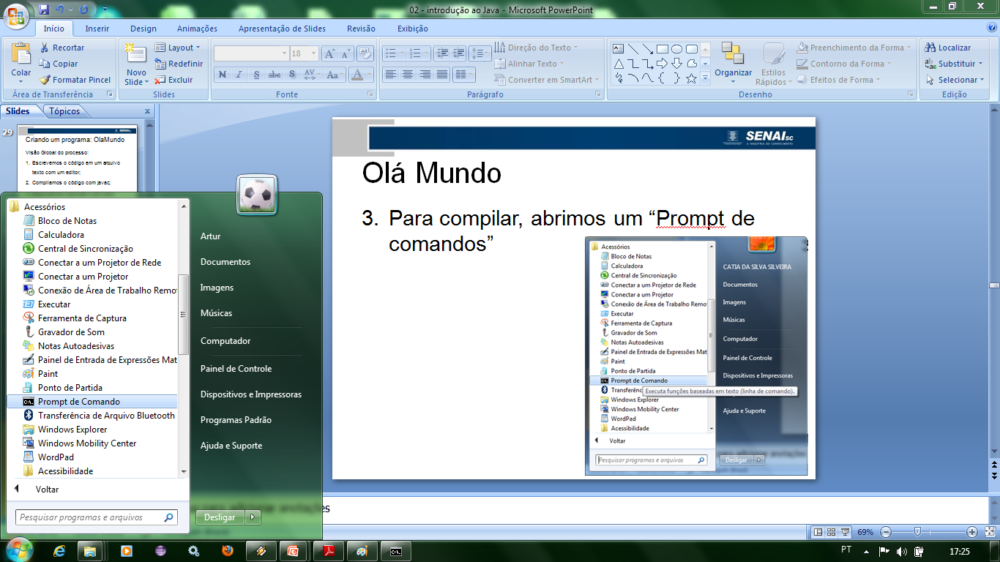 02 - introdução ao Java - Microsoft PowerPoint
Início
Inserir
Design
Animações
Apresentação de Slides
Revisão
Exibição
Colar
Recortar
Copiar
Formatar Pincel
Área de Transferência
Novo
Slide
Layout
Redefinir
Excluir
Slides
18
N I S abc S AV Aa A
Fonte
Direção do Texto
Alinhar Texto
Converter em SmartArt
Parágrafo
Organizar
Estilos
Rápidos
Preenchimento da Forma
Contorno da Forma
Efeitos de Forma
Desenho
Localizar
Substituir
Selecionar
Edição
Slides
Tópicos
x
29
Criando um programa: OlaMundo
Visão Global do processo:
1. Escrevemos o código em um arquivo
texto com um editor;
2. Compilamos o código com javac;
SENAI SC
Olá Mundo
3. Para compilar, abrimos um “Prompt de
comandos”
Acessórios
Bloco de Notas
Calculadora
Central de Sincronização
Conectar a um Projetor de Rede
Conectar a um Projetor
Conexão de Área de Trabalho Remo
Executar
Ferramenta de Captura
Gravador de Som
Notas Autoadesivas
Painel de Entrada de Expressões Mat
Paint
Ponto de Partida
Prompt de Comando
Transferênc
Executa funções baseadas em texto (linha de comando).
Windows Explorer
Windows Mobility Center
WordPad
Acessibilidade
Voltar
Pesquisar programas e arquivos
CATIA DA SILVA SILVEIRA
Documentos
Imagens
Músicas
Computador
Painel de Controle
Dispositivos e Impressoras
Ajuda e Suporte
Desligar
Acessórios
Bloco de Notas
Calculadora
Central de Sincronização
Conectar a um Projetor de Rede
Conectar a um Projetor
Conexão de Área de Trabalho Remo
Executar
Ferramenta de Captura
Gravador de Som
Notas Autoadesivas
Painel de Entrada de Expressões Mat
Paint
Ponto de Partida
Prompt de Comando
Transferência de Arquivo Bluetooth
Windows Explorer
Windows Mobility Center
WordPad
Acessibilidade
Voltar
Pesquisar programas e arquivos
Artur
Documentos
Imagens
Músicas
Computador
Painel de Controle
Dispositivos e Impressoras
Programas Padrão
Ajuda e Suporte
Desligar
69%
PT
17:25